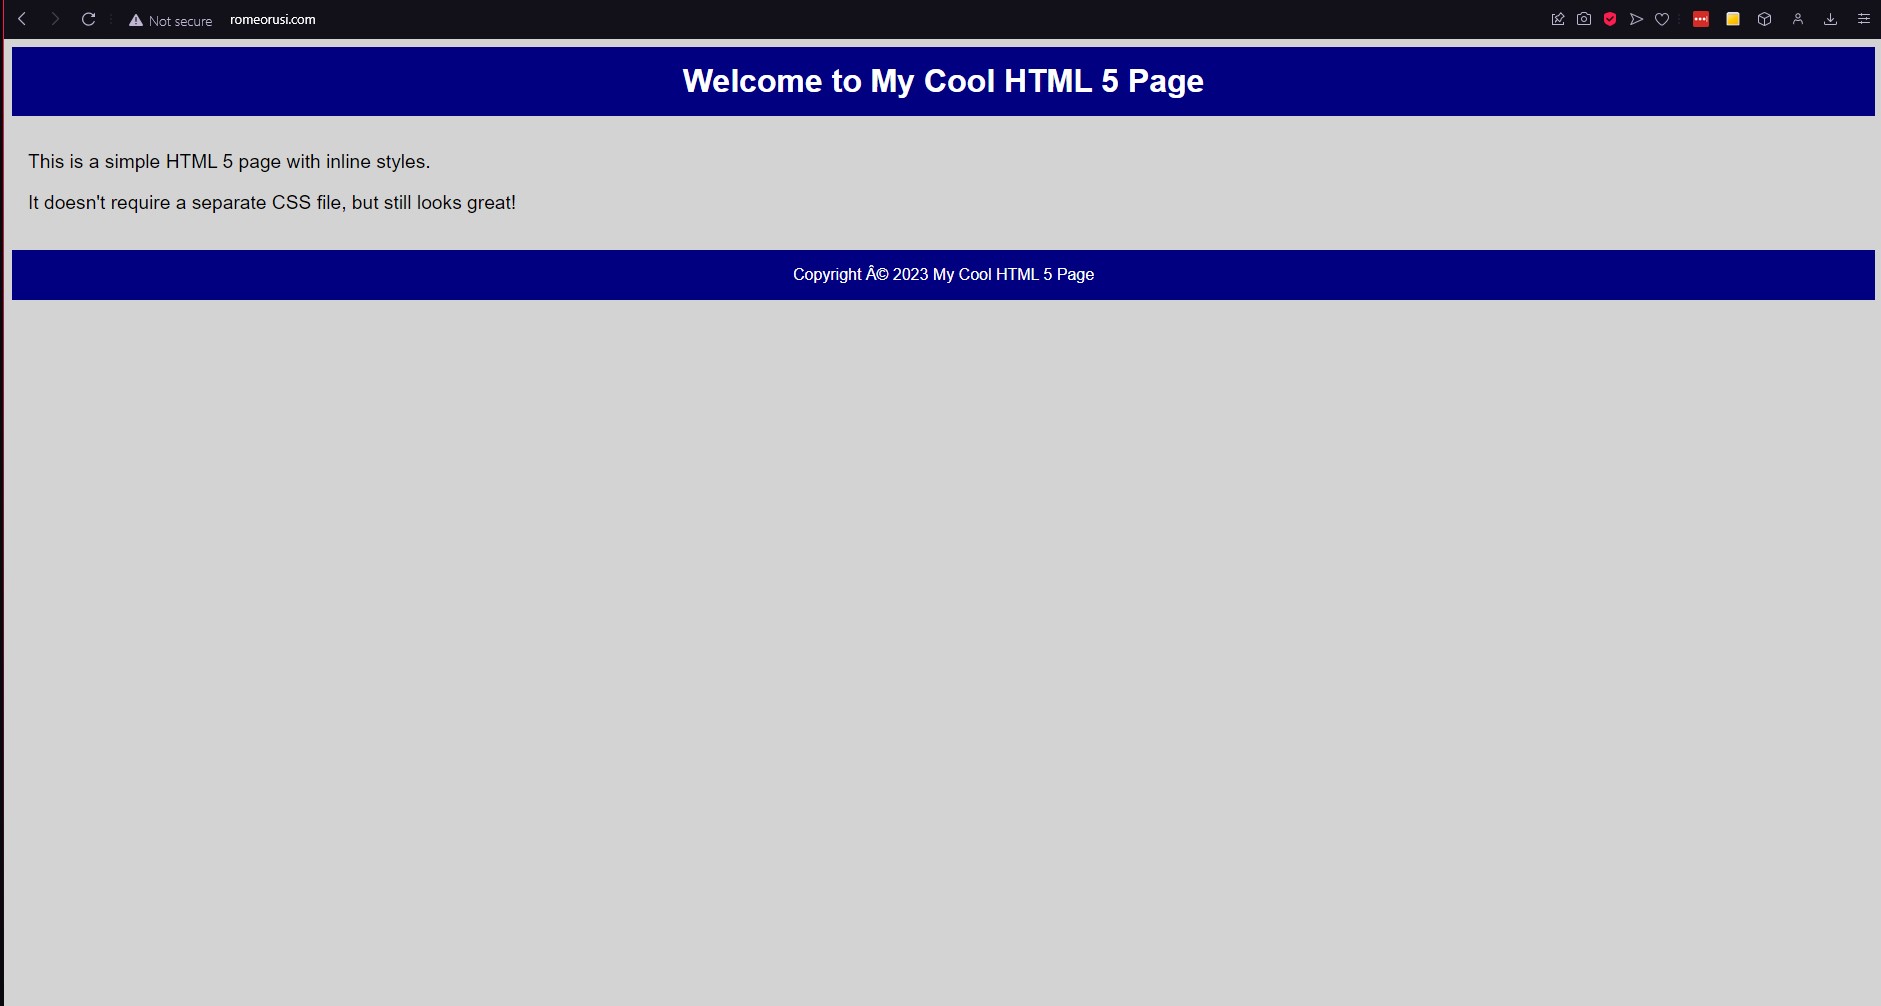 Not secure romeorusi.com
Welcome to My Cool HTML 5 Page
This is a simple HTML 5 page with inline styles.
It doesn't require a separate CSS file, but still looks great!
Copyright Â© 2023 My Cool HTML 5 Page